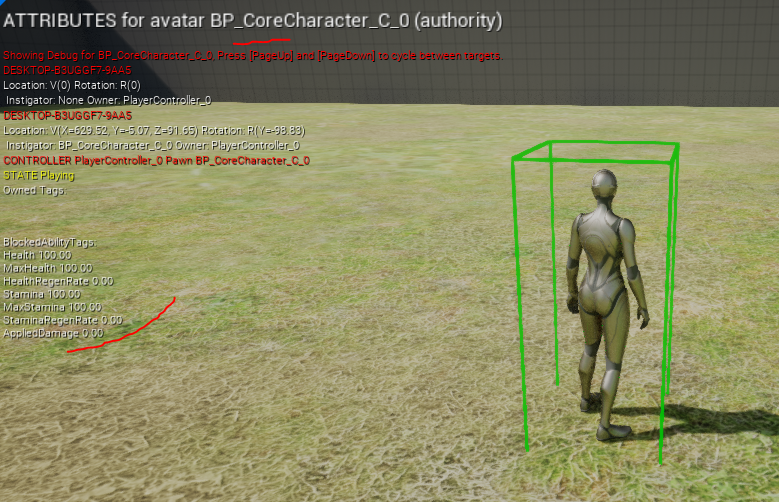 ATTRIBUTES for avatar BP_CoreCharacter_C_0 (authority)
Showing Debug for BP_CoreCharacter_C_0, Press [PageUp] and [PageDown] to cycle between targets.
DESKTOP-B3UGGF7-9AA5
Location: V(0) Rotation: R(0)
Instigator: None Owner: PlayerController_0
DESKTOP-B3UGGF7-9AA5
Location: V(X=629.52, Y=-5.07, Z=91.65) Rotation: R(Y=-98.83)
Instigator: BP_CoreCharacter_C_0 Owner: PlayerController_0
CONTROLLER PlayerController_0 Pawn BP_CoreCharacter_C_0
STATE Playing
Owned Tags:
BlockedAbilityTags:
Health 100.00
MaxHealth 100.00
HealthRegenRate 0.00
Stamina 100.00
MaxStamina 100.00
StaminaRegenRate 0.00
AppliedDamage 0.00